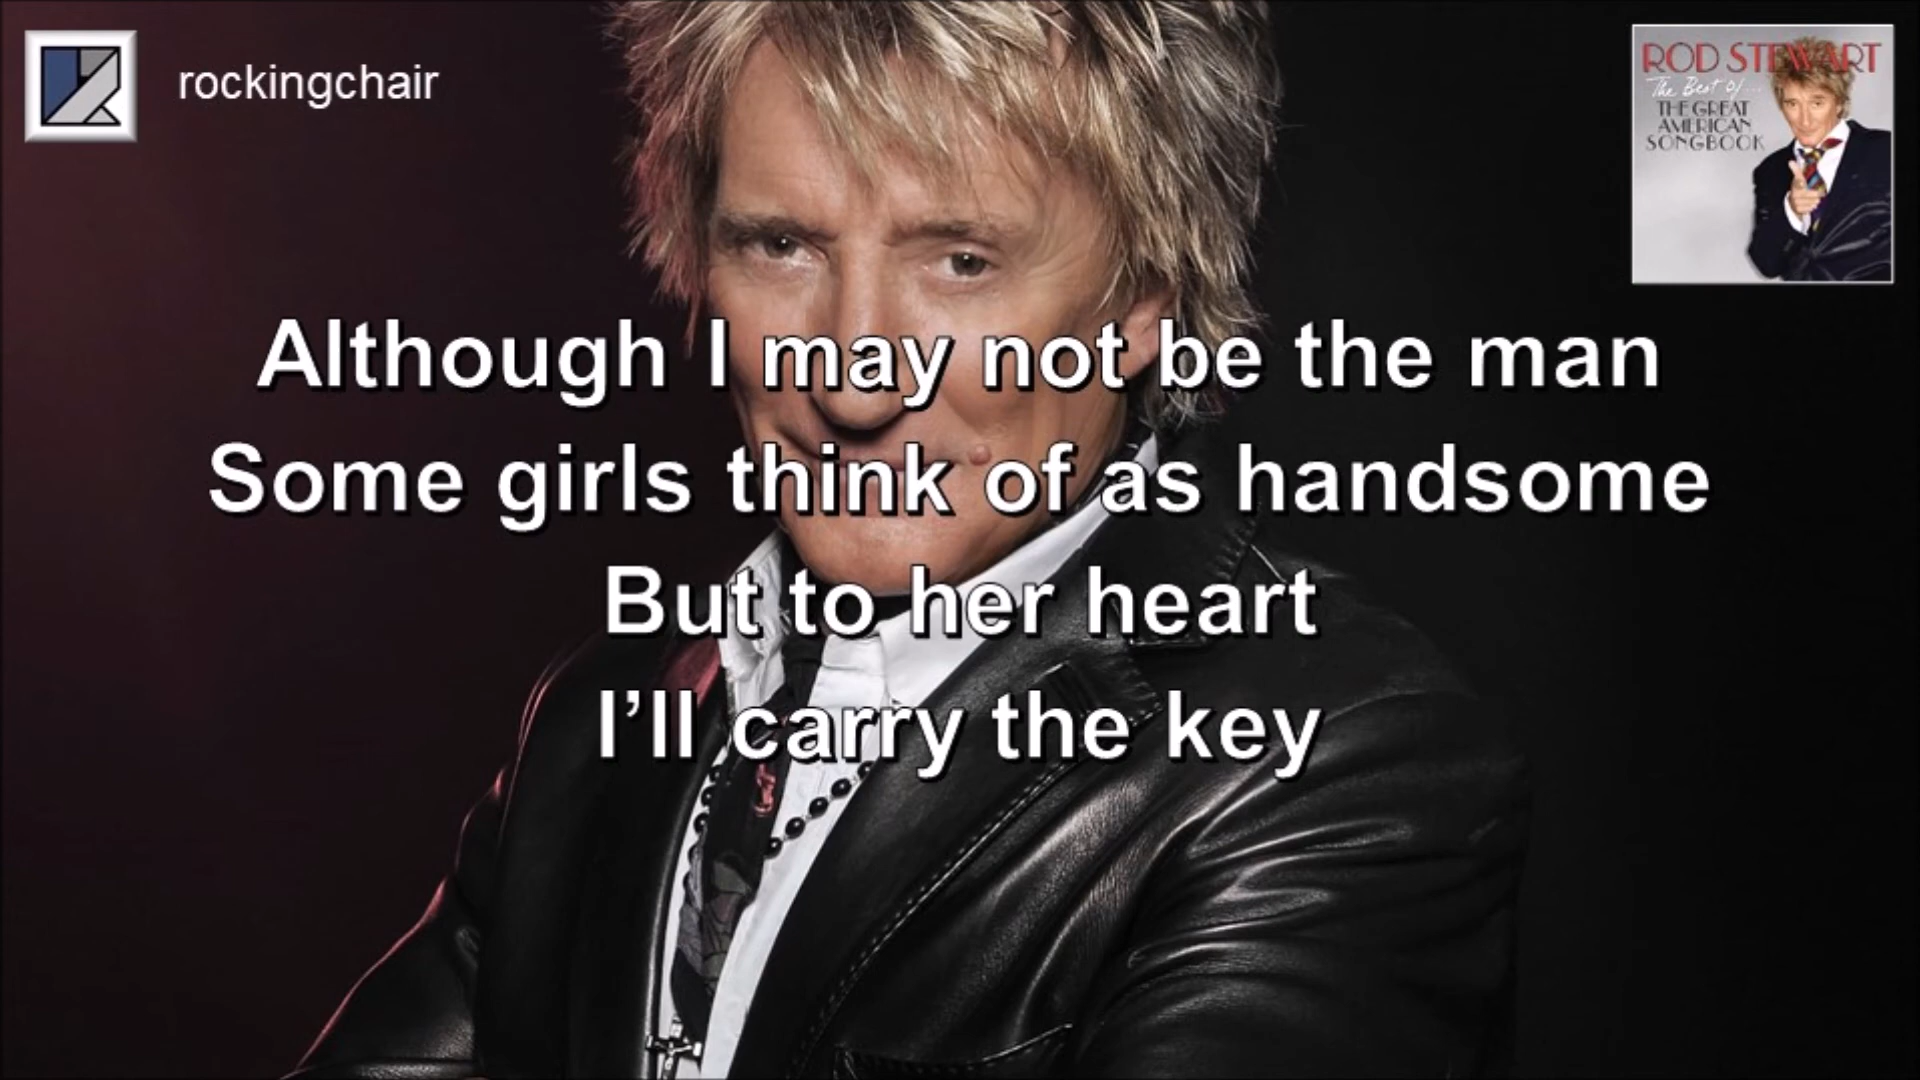 rockingchair
ROD STEWART
The Best of...
THE GREAT
AMERICAN
SONGBOOK
Although I may not be the man
Some girls think of as handsome
But to her heart
I’ll carry the key